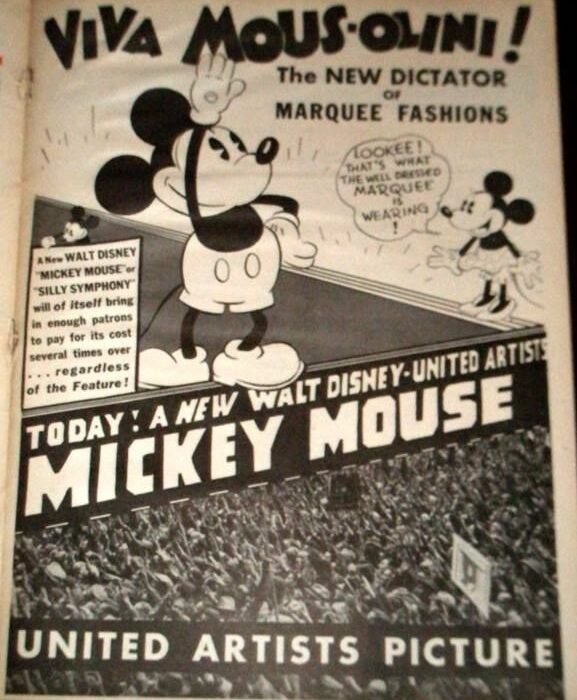 VIVA MOUS-OLINI!
The NEW DICTATOR
OF
MARQUEE FASHIONS
LOOKEE!
THAT'S WHAT
THE WELL DRESSED
MARQUEE
IS
WEARING
!
A New WALT DISNEY
"MICKEY MOUSE" or
"SILLY SYMPHONY"
will of itself bring
in enough patrons
to pay for its cost
several times over
... regardless
of the Feature!
TODAY! A NEW WALT DISNEY-UNITED ARTISTS
MICKEY MOUSE
UNITED ARTISTS PICTURE